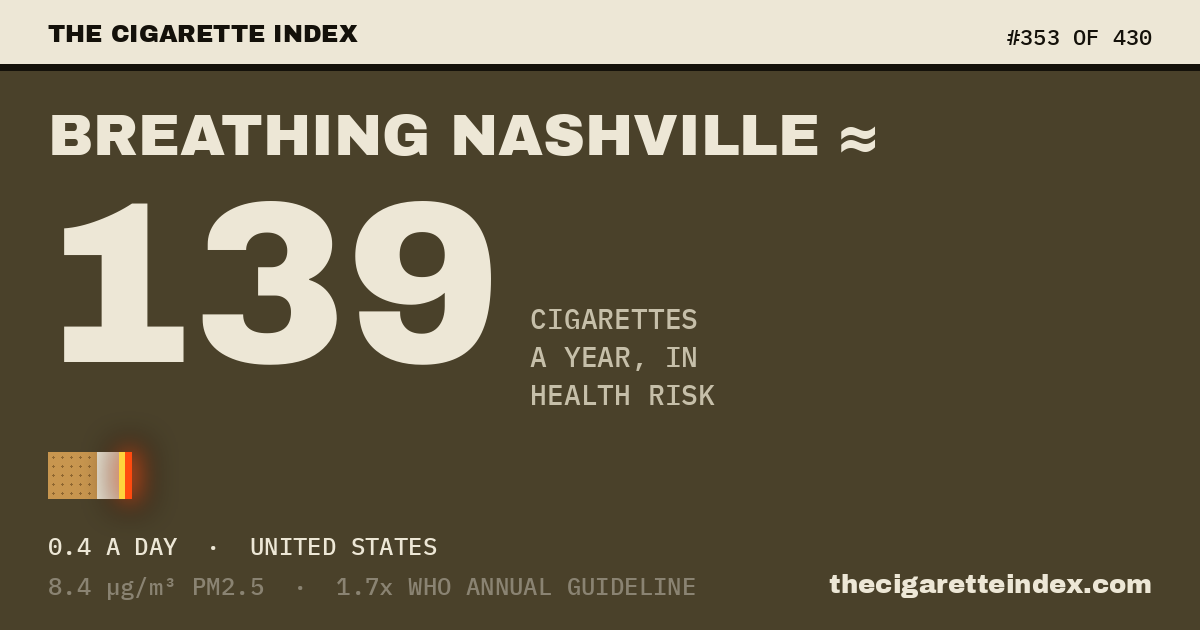 THE CIGARETTE INDEX
#353 OF 430
BREATHING NASHVILLE ≈
139
CIGARETTES
A YEAR, IN
HEALTH RISK
0.4 A DAY · UNITED STATES
8.4 µg/m³ PM2.5 · 1.7x WHO ANNUAL GUIDELINE
thecigaretteindex.com